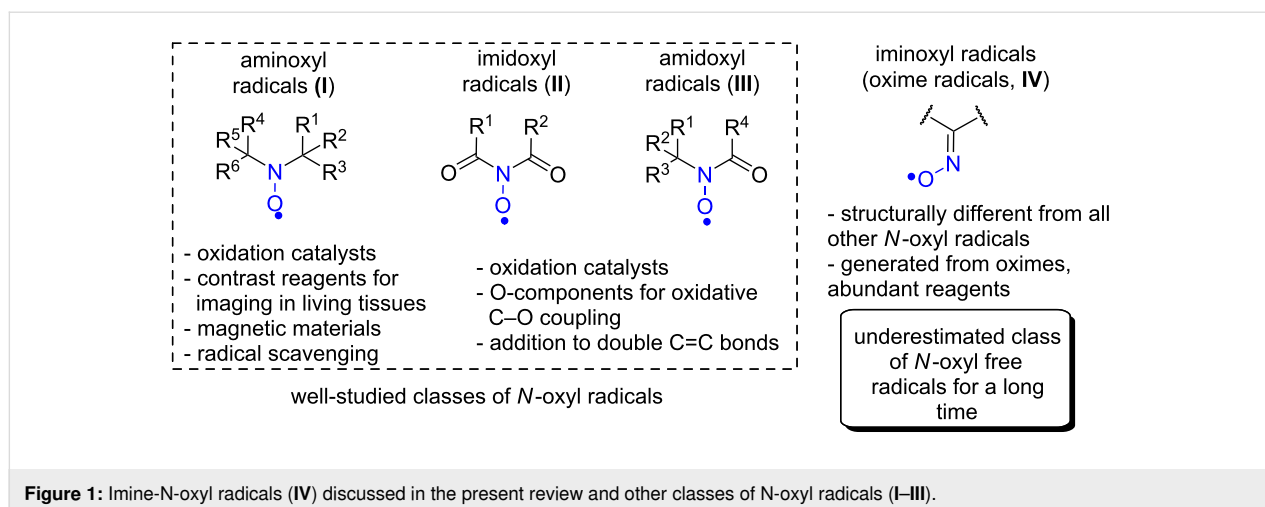 aminoxyl
radicals (I)
R5 R4 R1
R2
R6 N R3
O
- oxidation catalysts
- contrast reagents for
imaging in living tissues
- magnetic materials
- radical scavenging
imidoxyl
radicals (II)
R1 R2
O N O
O
amidoxyl
radicals (III)
R1 R4
R2
R3 N O
O
- oxidation catalysts
- O-components for oxidative
C–O coupling
- addition to double C=C bonds
well-studied classes of N-oxyl radicals
iminoxyl radicals
(oxime radicals, IV)
N
O
- structurally different from all
other N-oxyl radicals
- generated from oximes,
abundant reagents
underestimated class
of N-oxyl free
radicals for a long
time
Figure 1: Imine-N-oxyl radicals (IV) discussed in the present review and other classes of N-oxyl radicals (I–III).